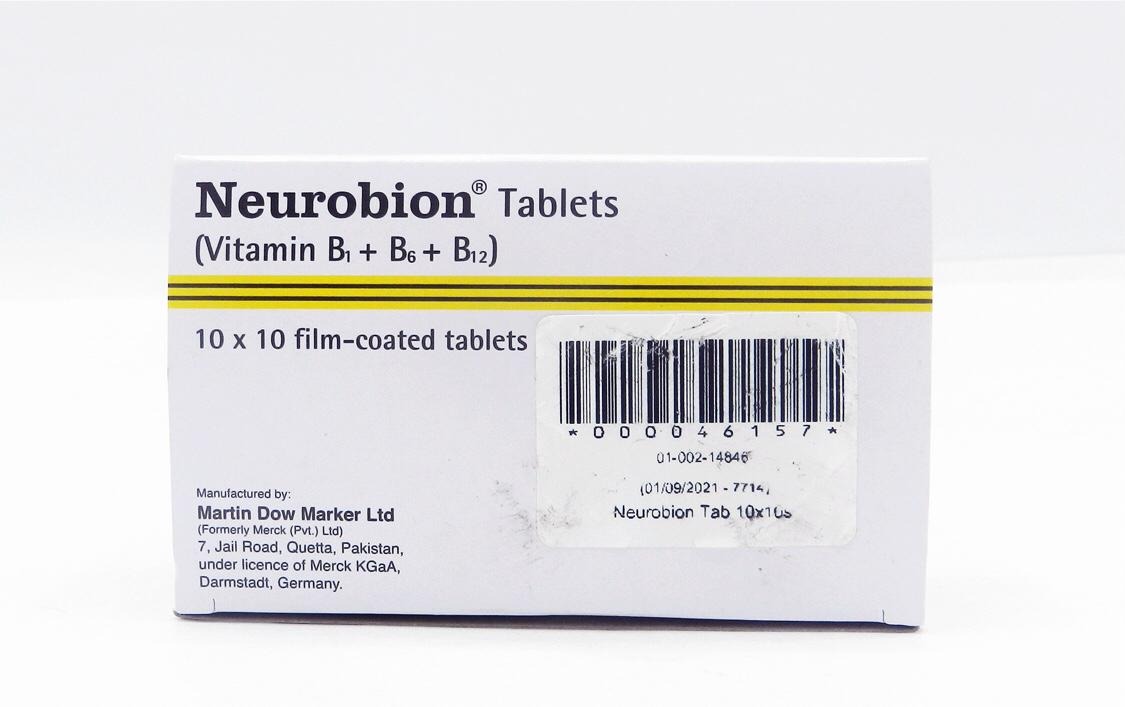 Neurobion® Tablets
(Vitamin B₁ + B₆ + B₁₂)
10 x 10 film-coated tablets
*00004615 7*
01-002-14846
(01/09/2021 - 7714)
Neurobion Tab 10x10s
Manufactured by:
Martin Dow Marker Ltd
(Formerly Merck (Pvt.) Ltd)
7, Jail Road, Quetta, Pakistan,
under licence of Merck KGaA,
Darmstadt, Germany.